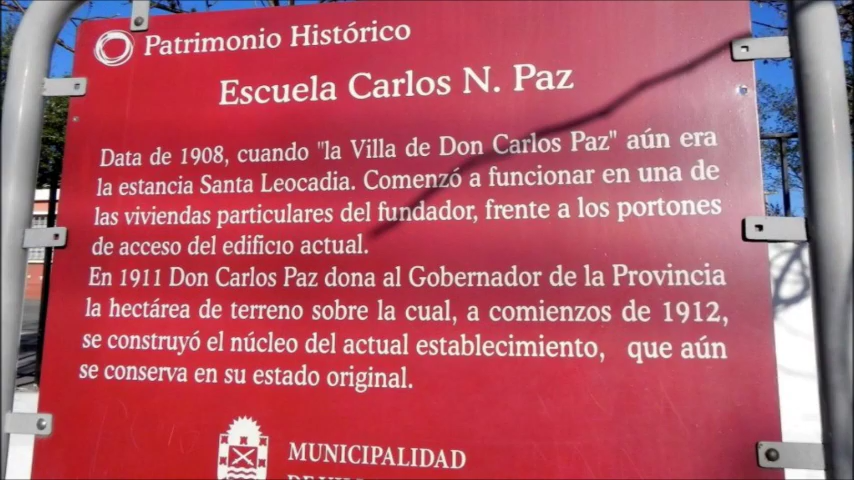 Patrimonio Histórico
Escuela Carlos N. Paz
Data de 1908, cuando "la Villa de Don Carlos Paz" aún era
la estancia Santa Leocadia. Comenzó a funcionar en una de
las viviendas particulares del fundador, frente a los portones
de acceso del edificio actual.
En 1911 Don Carlos Paz dona al Gobernador de la Provincia
la hectárea de terreno sobre la cual, a comienzos de 1912,
se construyó el núcleo del actual establecimiento, que aún
se conserva en su estado original.
MUNICIPALIDAD